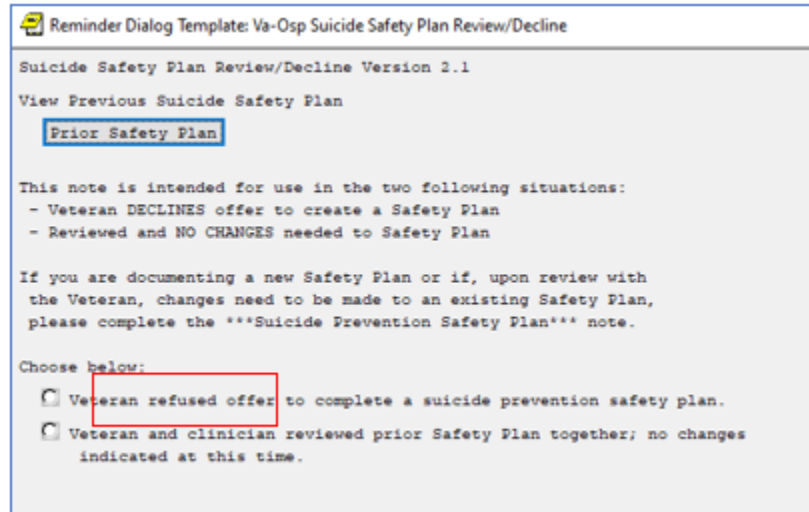 Reminder Dialog Template: Va-Osp Suicide Safety Plan Review/Decline
Suicide Safety Plan Review/Decline Version 2.1
View Previous Suicide Safety Plan
Prior Safety Plan
This note is intended for use in the two following situations:
- Veteran DECLINES offer to create a Safety Plan
- Reviewed and NO CHANGES needed to Safety Plan
If you are documenting a new Safety Plan or if, upon review with
the Veteran, changes need to be made to an existing Safety Plan,
please complete the ***Suicide Prevention Safety Plan*** note.
Choose below:
Veteran refused offer to complete a suicide prevention safety plan.
Veteran and clinician reviewed prior Safety Plan together; no changes
indicated at this time.